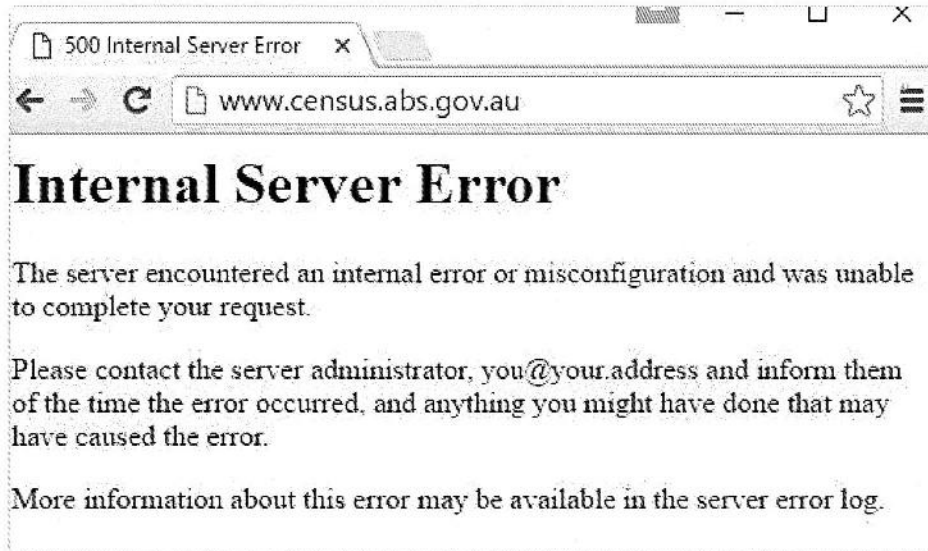 500 Internal Server Error
www.census.abs.gov.au
Internal Server Error
The server encountered an internal error or misconfiguration and was unable
to complete your request.
Please contact the server administrator, you@your.address and inform them
of the time the error occurred, and anything you might have done that may
have caused the error.
More information about this error may be available in the server error log.